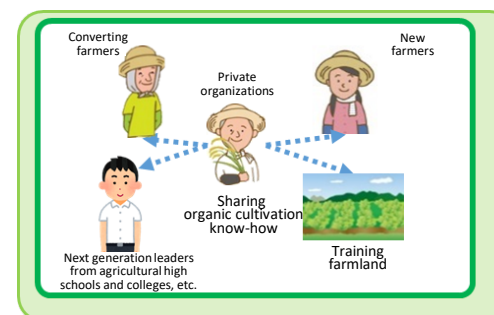 Converting
farmers
New
farmers
Private
organizations
Sharing
organic cultivation
know-how
Training
farmland
Next generation leaders
from agricultural high
schools and colleges, etc.